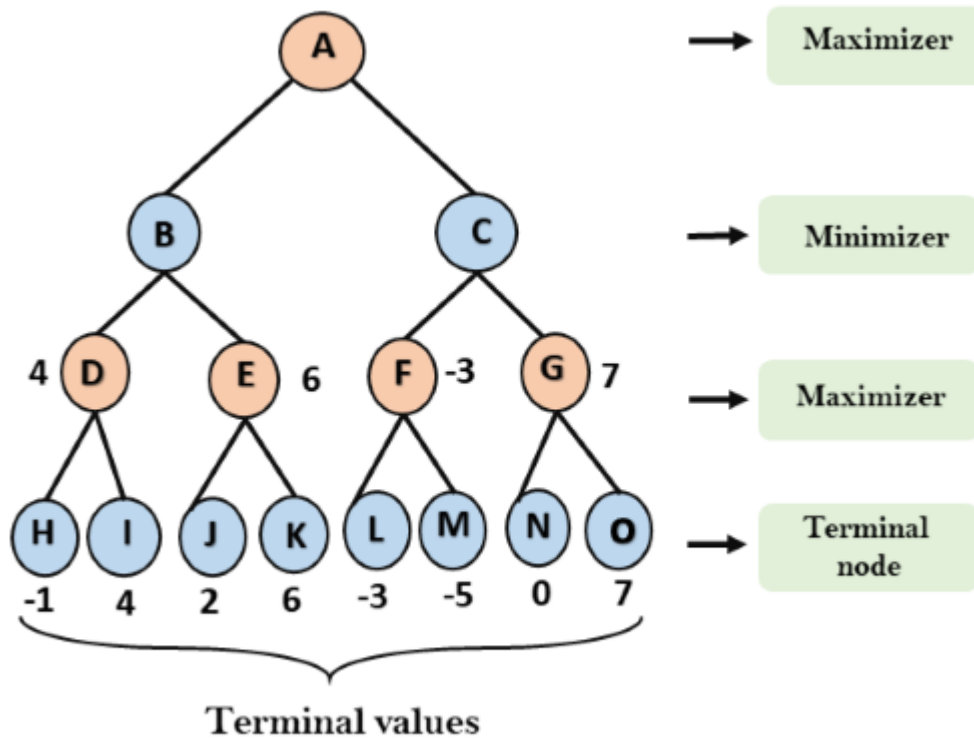 A
Maximizer
B
C
Minimizer
4 D
E 6
F -3
G 7
Maximizer
H
I
J
K
L
M
N
O
Terminal
node
-1 4 2 6 -3 -5 0 7
Terminal values